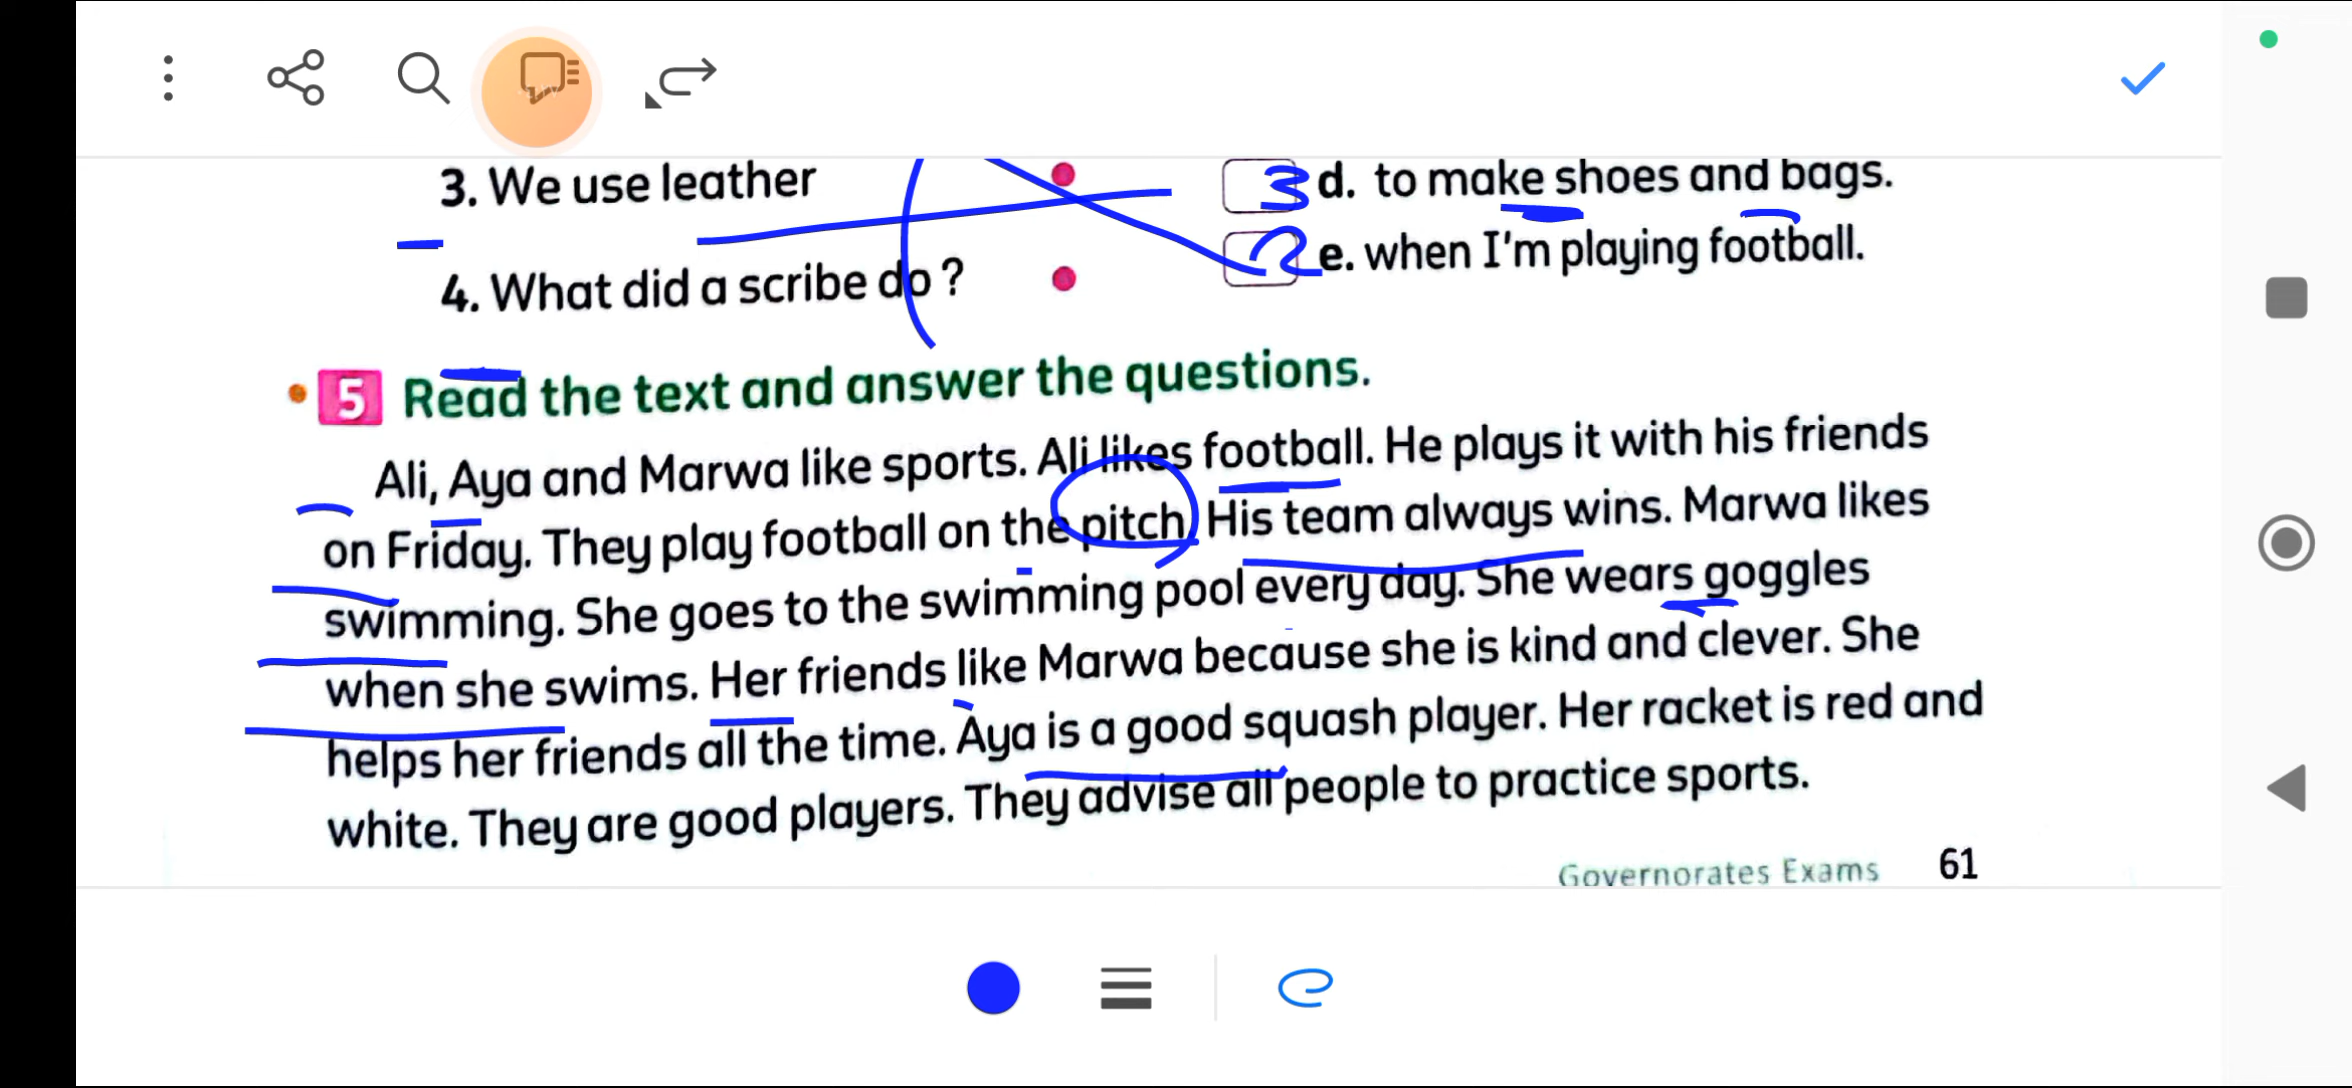 3. We use leather
3 d. to make shoes and bags.
2 e. when I'm playing football.
4. What did a scribe do ?
5 Read the text and answer the questions.
Ali, Aya and Marwa like sports. Ali likes football. He plays it with his friends
on Friday. They play football on the pitch. His team always wins. Marwa likes
swimming. She goes to the swimming pool every day. She wears goggles
when she swims. Her friends like Marwa because she is kind and clever. She
helps her friends all the time. Aya is a good squash player. Her racket is red and
white. They are good players. They advise all people to practice sports.
Governorates Exams 61